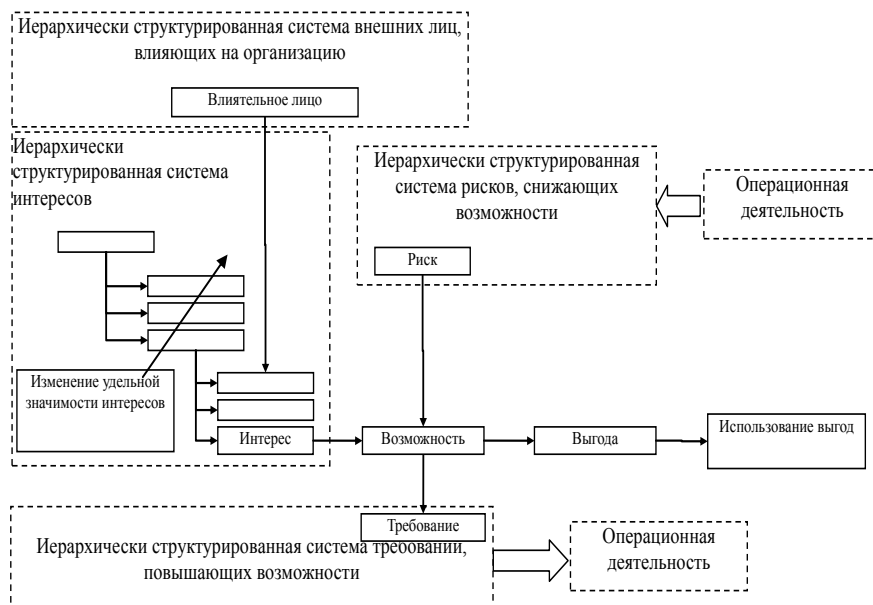 Иерархически структурированная система внешних лиц,
влияющих на организацию
Влиятельное лицо
Иерархически
структурированная система
интересов
Иерархически структурированная
система рисков, снижающих
возможности
Операционная
деятельность
Риск
Изменение удельной
значимости интересов
Интерес
Возможность
Выгода
Использование выгод
Требование
Иерархически структурированная система требований,
повышающих возможности
Операционная
деятельность